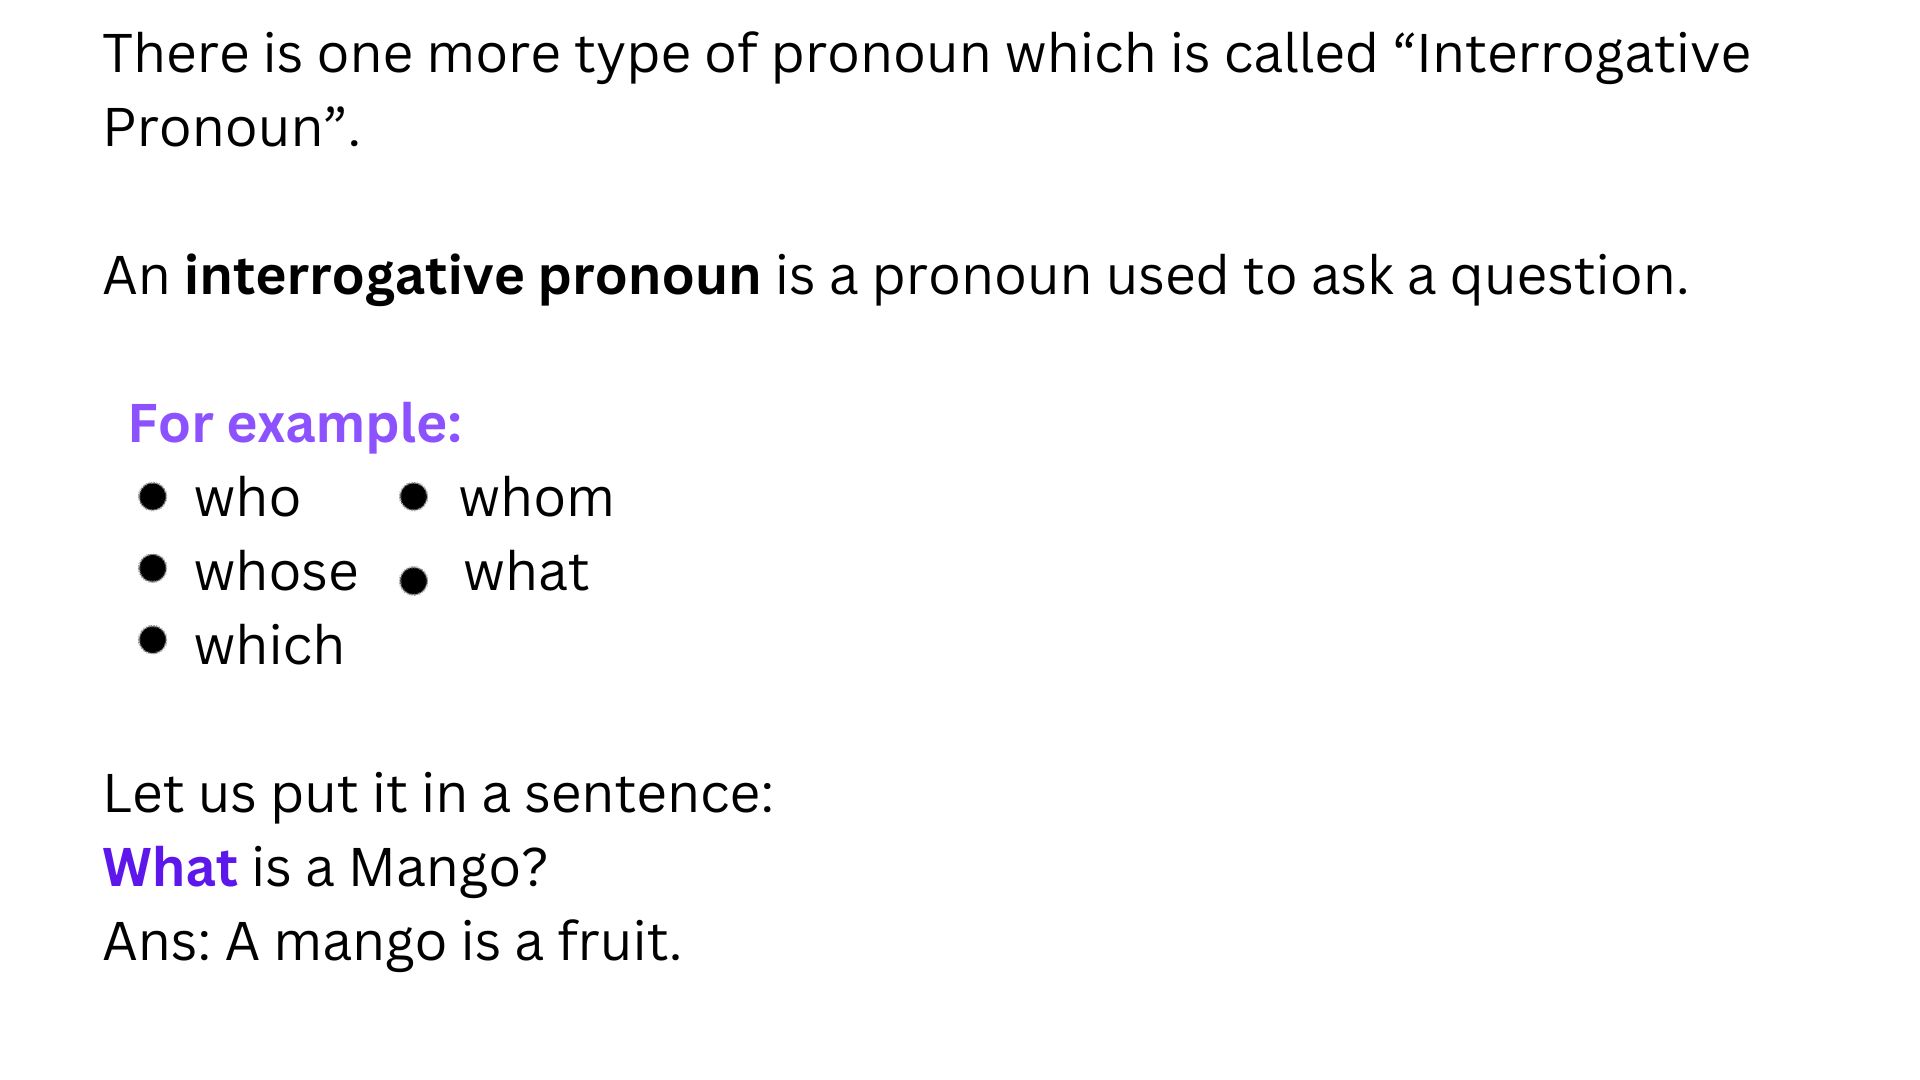 There is one more type of pronoun which is called “Interrogative
Pronoun”.
An interrogative pronoun is a pronoun used to ask a question.
For example:
● who ● whom
● whose ● what
● which
Let us put it in a sentence:
What is a Mango?
Ans: A mango is a fruit.